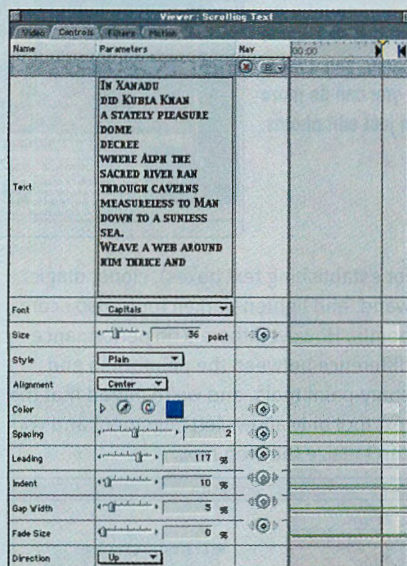 Viewer: Scrolling Text
Video Controls Filters Motion
Name Parameters Nav 00:00
Text
IN XANADU
DID KUBLA KHAN
A STATELY PLEASURE
DOME
DECREE
WHERE ALPH THE
SACRED RIVER RAN
THROUGH CAVERNS
MEASURELESS TO MAN
DOWN TO A SUNLESS
SEA.
WEAVE A WEB AROUND
HIM THRICE AND
Font Capitals
Size 36 point
Style Plain
Alignment Center
Color
Spacing 2
Leading 117 %
Indent 10 %
Gap Width 5 %
Fade Size 0 %
Direction Up